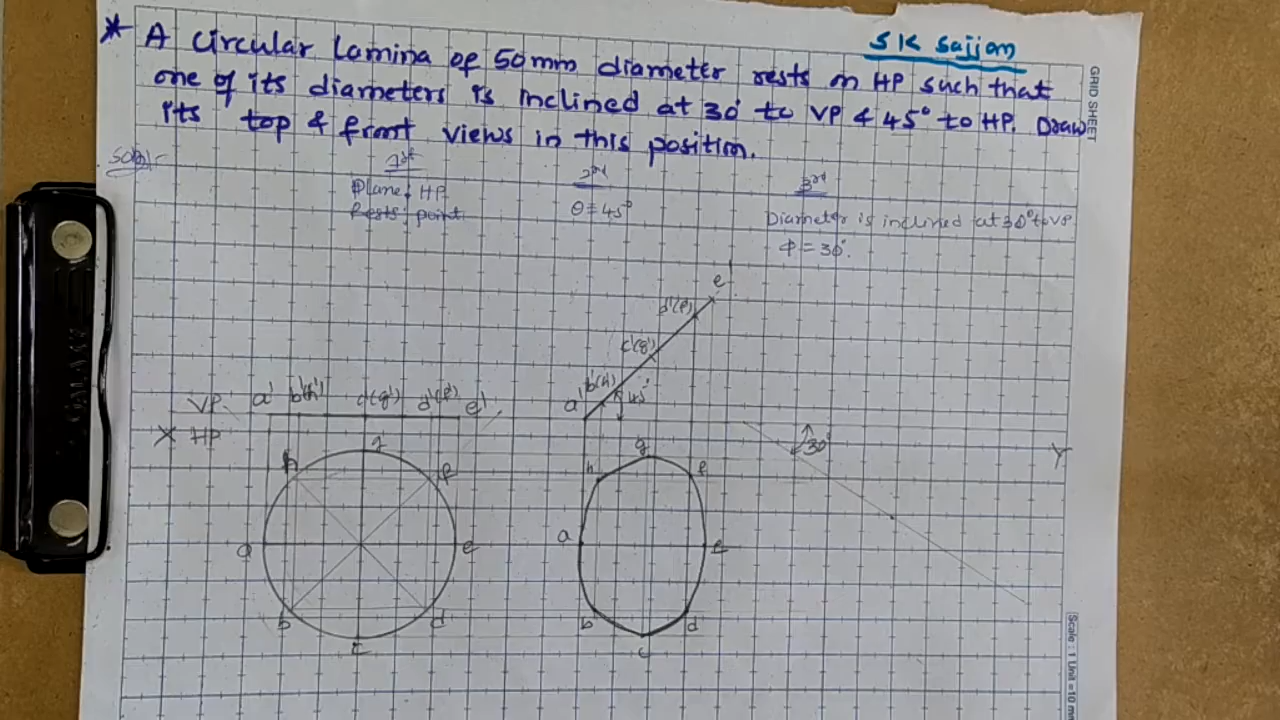 SK Sajjam
* A circular Lamina of 50mm diameter rests on HP such that
one of its diameters is inclined at 30° to VP & 45° to HP. Draw
its top & front views in this position.
Soln:-
1st
Plane: HP
Rests: point
2nd
θ = 45°
3rd
Diameter is inclined at 30° to VP
φ = 30°.
GRID SHEET
e'
d'(f')
c'(g')
b'(h')
a'
45°
VP
a' b'(h') c'(g') d'(f') e'
X HP
30°
Y
g
h
f
a
e
b
d
c
g
h
f
a
e
b
d
c
Scale : 1 Unit = 10 m